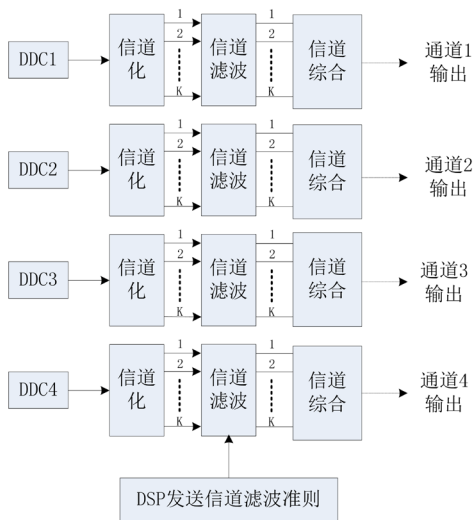 DDC1
信道化
1
2
K
信道滤波
1
2
K
信道综合
通道1输出
DDC2
信道化
1
2
K
信道滤波
1
2
K
信道综合
通道2输出
DDC3
信道化
1
2
K
信道滤波
1
2
K
信道综合
通道3输出
DDC4
信道化
1
2
K
信道滤波
1
2
K
信道综合
通道4输出
DSP发送信道滤波准则